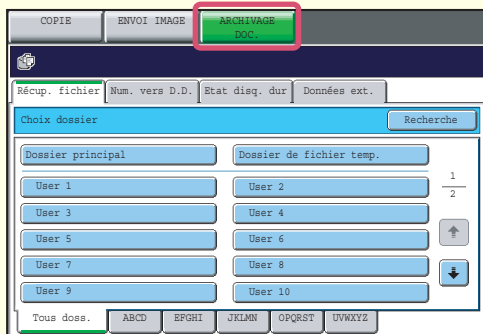 COPIE
ENVOI IMAGE
ARCHIVAGE
DOC.
Récup. fichier
Num. vers D.D.
Etat disq. dur
Données ext.
Choix dossier
Recherche
Dossier principal
Dossier de fichier temp.
User 1
User 2
1
2
User 3
User 4
User 5
User 6
User 7
User 8
User 9
User 10
Tous doss.
ABCD
EFGHI
JKLMN
OPQRST
UVWXYZ